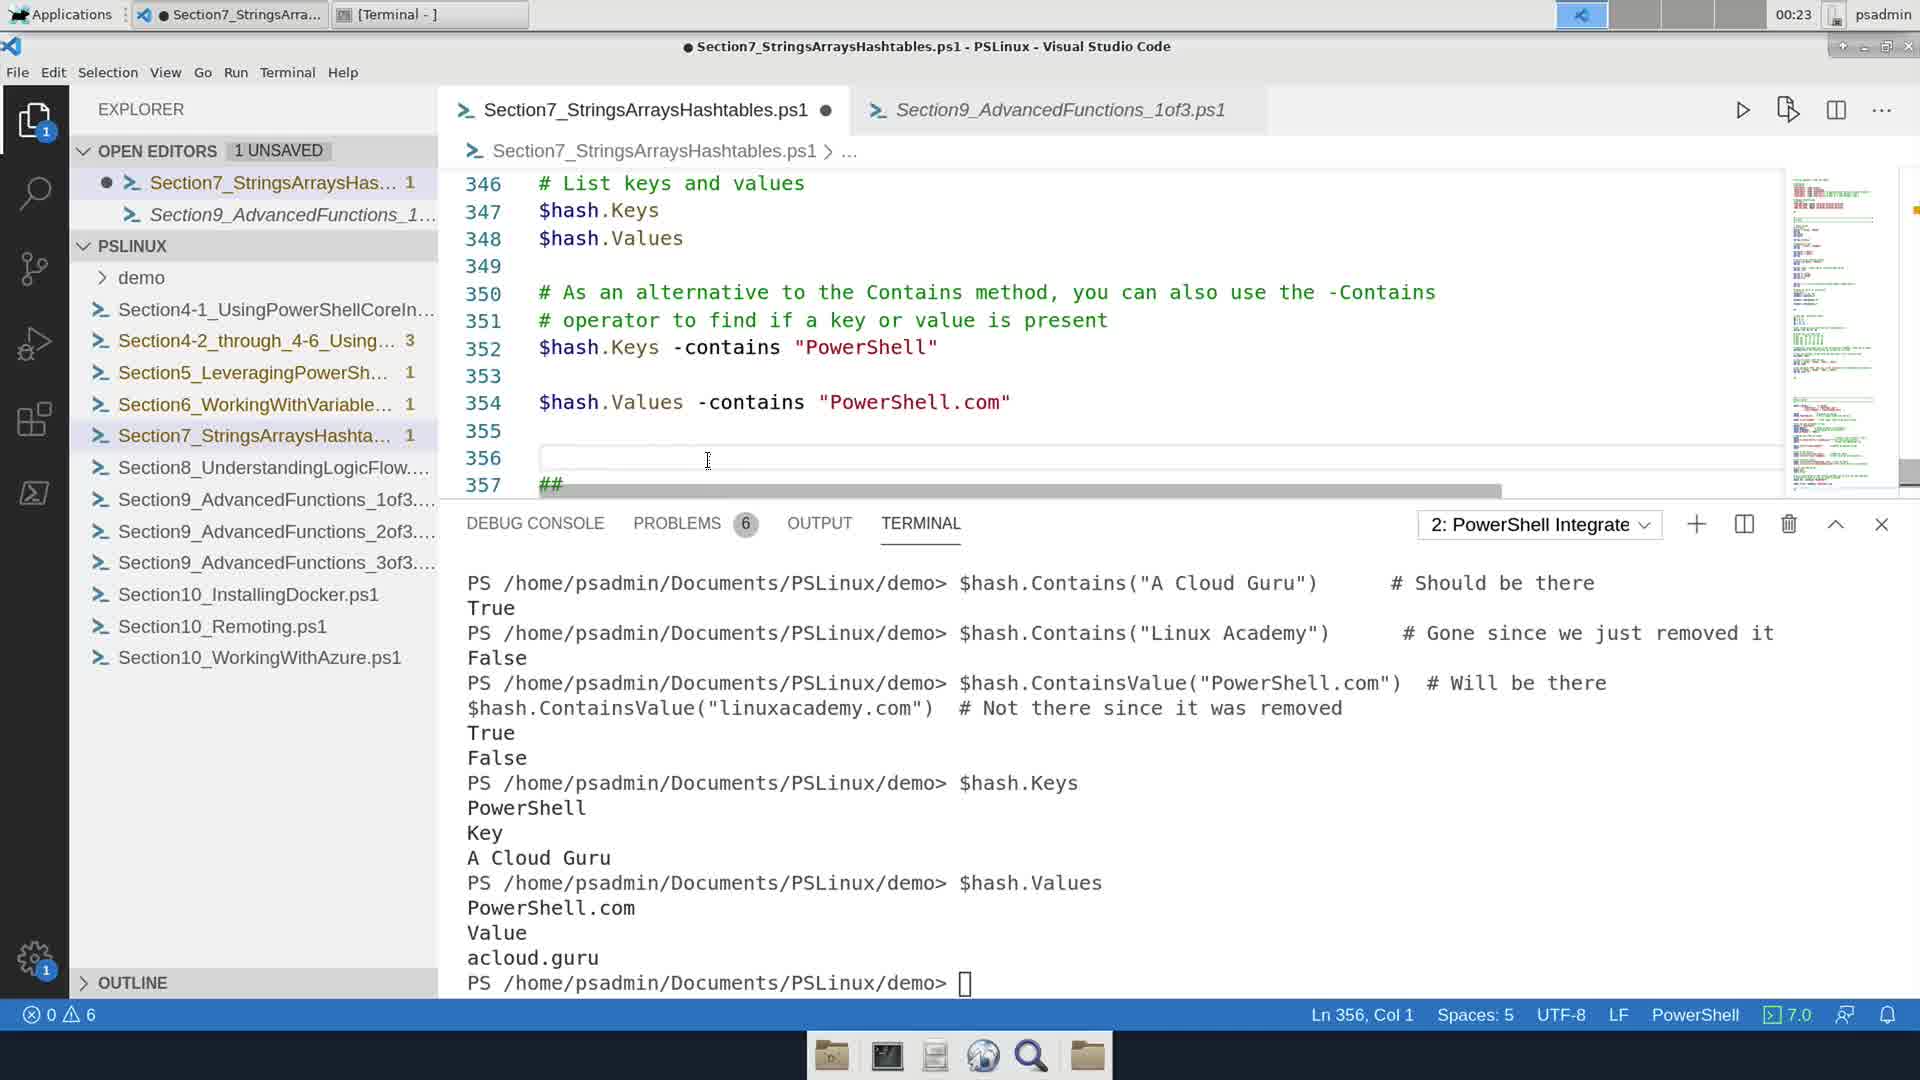 Applications
● Section7_StringsArra...
[Terminal - ]
00:23
psadmin
● Section7_StringsArraysHashtables.ps1 - PSLinux - Visual Studio Code
File Edit Selection View Go Run Terminal Help
1
EXPLORER
OPEN EDITORS 1 UNSAVED
Section7_StringsArraysHas... 1
Section9_AdvancedFunctions_1...
PSLINUX
demo
Section4-1_UsingPowerShellCoreIn...
Section4-2_through_4-6_Using... 3
Section5_LeveragingPowerSh... 1
Section6_WorkingWithVariable... 1
Section7_StringsArraysHashta... 1
Section8_UnderstandingLogicFlow....
Section9_AdvancedFunctions_1of3....
Section9_AdvancedFunctions_2of3....
Section9_AdvancedFunctions_3of3....
Section10_InstallingDocker.ps1
Section10_Remoting.ps1
Section10_WorkingWithAzure.ps1
OUTLINE
1
Section7_StringsArraysHashtables.ps1 ●
Section9_AdvancedFunctions_1of3.ps1
Section7_StringsArraysHashtables.ps1 > ...
346 # List keys and values
347 $hash.Keys
348 $hash.Values
349
350 # As an alternative to the Contains method, you can also use the -Contains
351 # operator to find if a key or value is present
352 $hash.Keys -contains "PowerShell"
353
354 $hash.Values -contains "PowerShell.com"
355
356
357 ##
DEBUG CONSOLE PROBLEMS 6 OUTPUT TERMINAL
2: PowerShell Integrate
PS /home/psadmin/Documents/PSLinux/demo> $hash.Contains("A Cloud Guru")      # Should be there
True
PS /home/psadmin/Documents/PSLinux/demo> $hash.Contains("Linux Academy")      # Gone since we just removed it
False
PS /home/psadmin/Documents/PSLinux/demo> $hash.ContainsValue("PowerShell.com")  # Will be there
$hash.ContainsValue("linuxacademy.com")  # Not there since it was removed
True
False
PS /home/psadmin/Documents/PSLinux/demo> $hash.Keys
PowerShell
Key
A Cloud Guru
PS /home/psadmin/Documents/PSLinux/demo> $hash.Values
PowerShell.com
Value
acloud.guru
PS /home/psadmin/Documents/PSLinux/demo>
0 6
Ln 356, Col 1 Spaces: 5 UTF-8 LF PowerShell 7.0